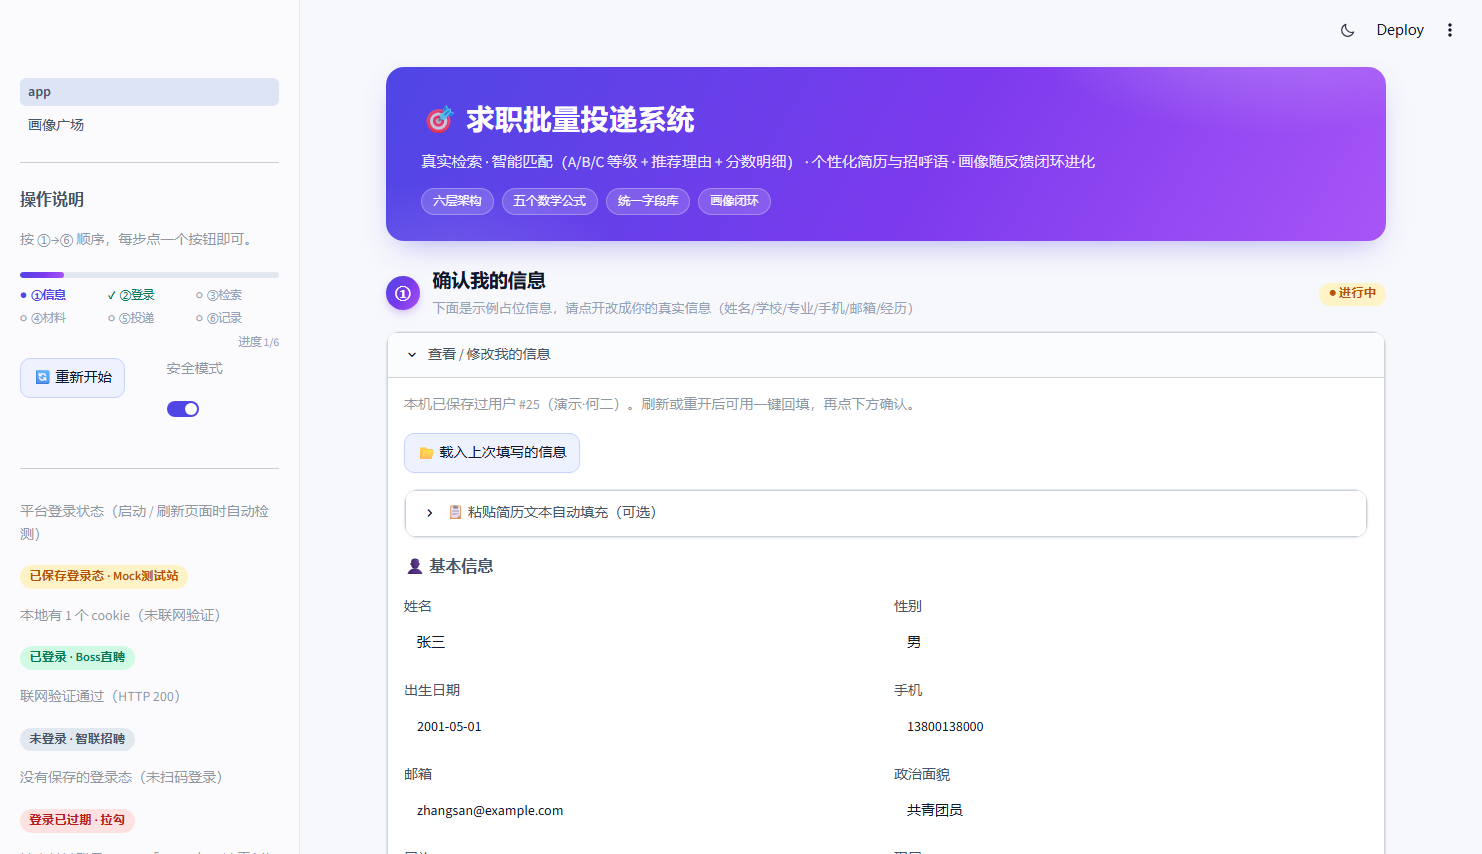 Deploy
app
画像广场
操作说明
按 ①→⑥ 顺序，每步点一个按钮即可。
①信息
✓ ②登录
③检索
④材料
⑤投递
⑥记录
进度 1/6
重新开始
安全模式
平台登录状态（启动 / 刷新页面时自动检
测）
已保存登录态 · Mock测试站
本地有 1 个 cookie（未联网验证）
已登录 · Boss直聘
联网验证通过（HTTP 200）
未登录 · 智联招聘
没有保存的登录态（未扫码登录）
登录已过期 · 拉勾
求职批量投递系统
真实检索 · 智能匹配（A/B/C 等级 + 推荐理由 + 分数明细） · 个性化简历与招呼语 · 画像随反馈闭环进化
六层架构
五个数学公式
统一字段库
画像闭环
①
确认我的信息
下面是示例占位信息，请点开改成你的真实信息（姓名/学校/专业/手机/邮箱/经历）
进行中
查看 / 修改我的信息
本机已保存过用户 #25（演示·何二）。刷新或重开后可用一键回填，再点下方确认。
载入上次填写的信息
粘贴简历文本自动填充（可选）
基本信息
姓名
性别
张三
男
出生日期
手机
2001-05-01
13800138000
邮箱
政治面貌
zhangsan@example.com
共青团员